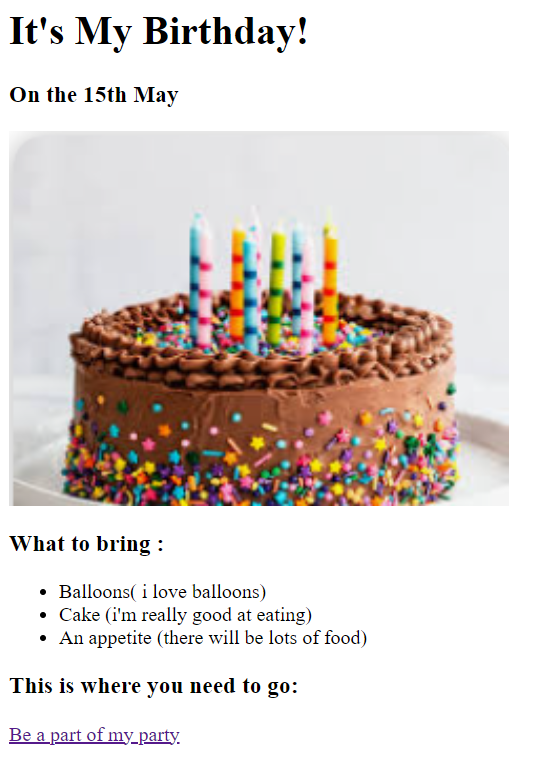 It's My Birthday!
On the 15th May
What to bring :
Balloons( i love balloons)
Cake (i'm really good at eating)
An appetite (there will be lots of food)
This is where you need to go:
Be a part of my party